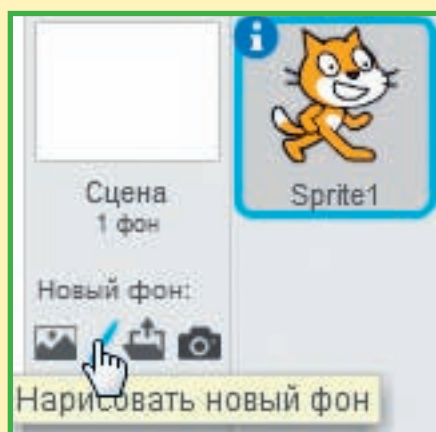 i
Sprite1
Сцена
1 фон
Новый фон:
Нарисовать новый фон